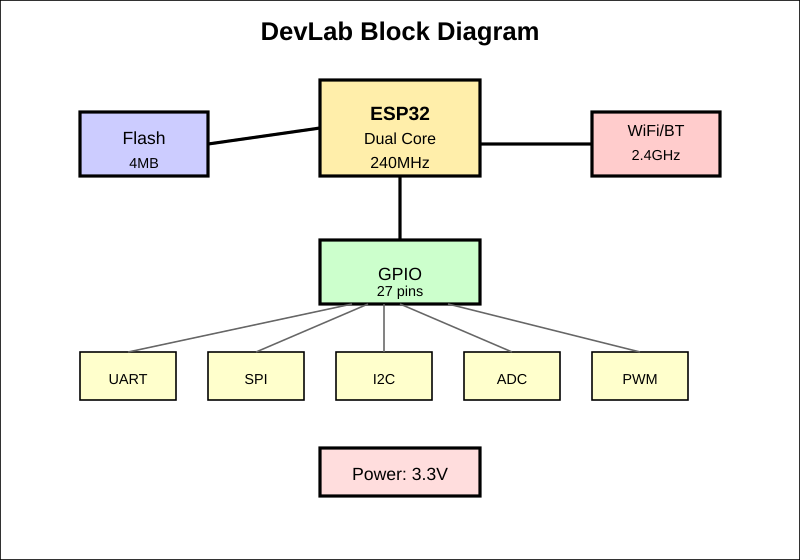 DevLab Block Diagram
ESP32
Dual Core
240MHz
Flash
4MB
WiFi/BT
2.4GHz
GPIO
27 pins
UART
SPI
I2C
ADC
PWM
Power: 3.3V